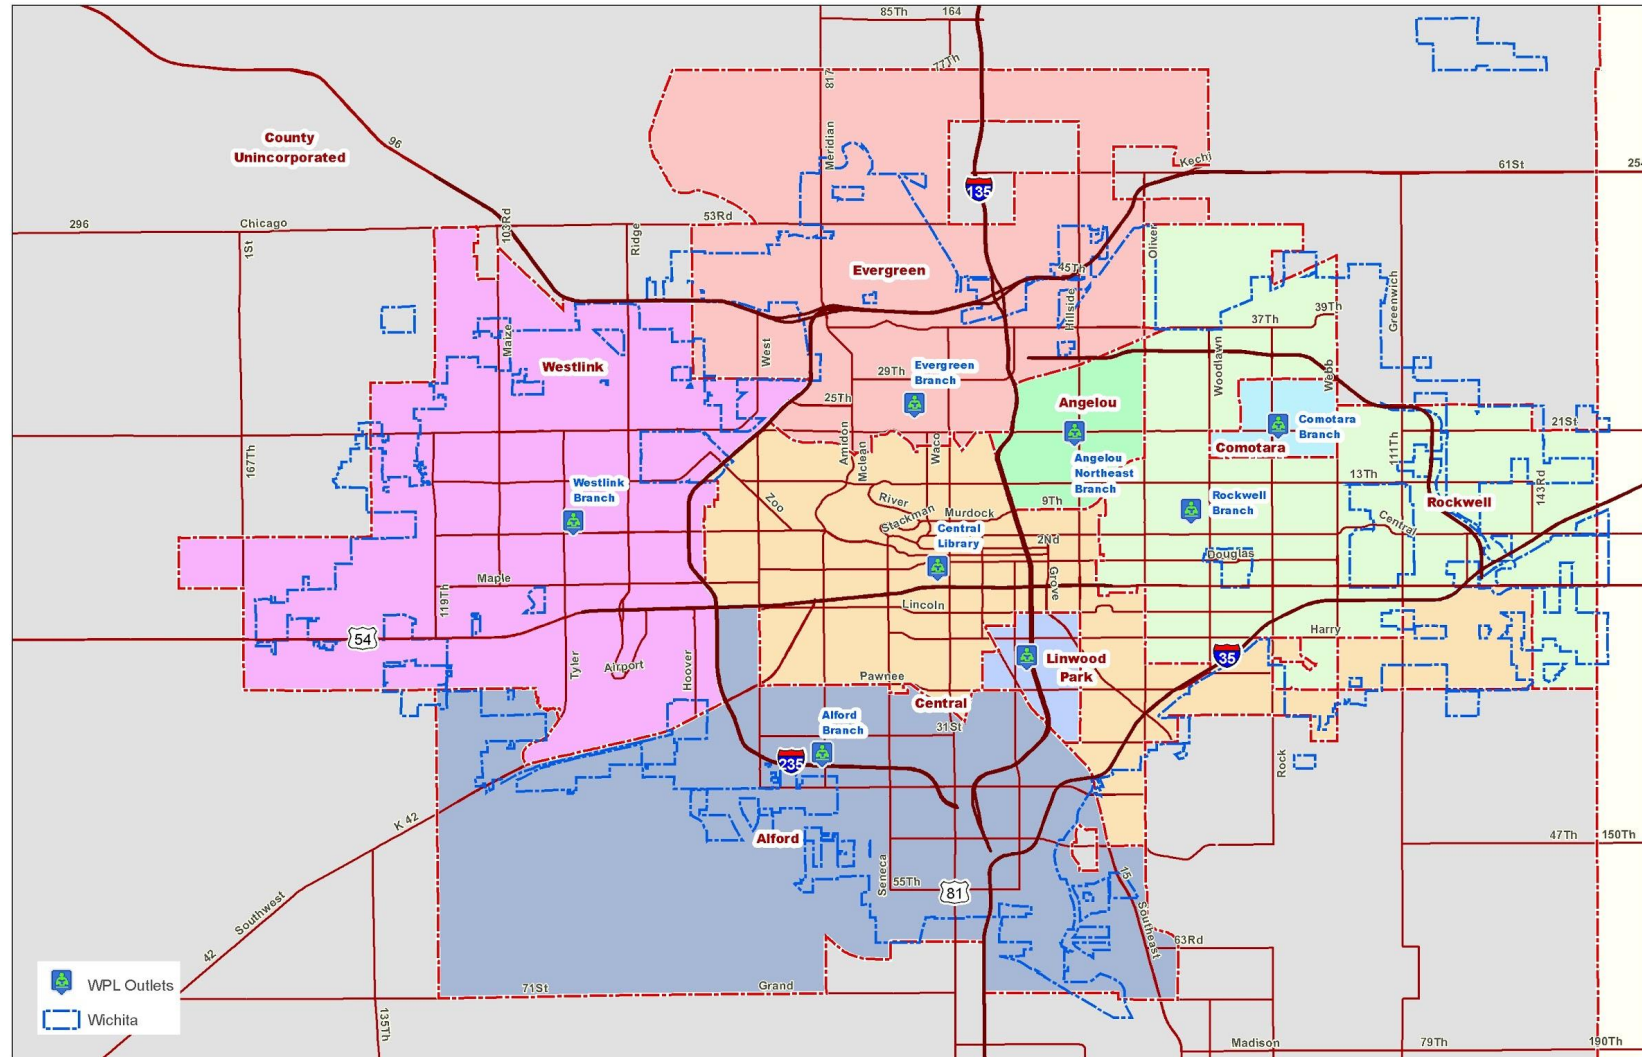 85Th
164
77Th
817
Meridian
County
Unincorporated
96
Kechi
61St
254
135
296
Chicago
1St
103Rd
Ridge
53Rd
Oliver
Evergreen
45Th
Hillside
Greenwich
39Th
37Th
Maize
Westlink
West
Woodlawn
Webb
29Th
Evergreen
Branch
25Th
Angelou
Amidon
Mclean
Waco
Comotara
Branch
21St
Comotara
167Th
Angelou
Northeast
Branch
111Th
13Th
143Rd
Westlink
Branch
Zoo
River
Stackman
Murdock
9Th
Rockwell
Branch
Rockwell
Central
Central
Library
2Nd
Douglas
Maple
119Th
Grove
Lincoln
54
Harry
Tyler
Airport
Hoover
Pawnee
Linwood
Park
35
Central
31St
Alford
Branch
235
Rock
K 42
Alford
47Th
150Th
Seneca
55Th
81
15
Southeast
Southwest
42
63Rd
WPL Outlets
Wichita
71St
Grand
135Th
Madison
79Th
190Th